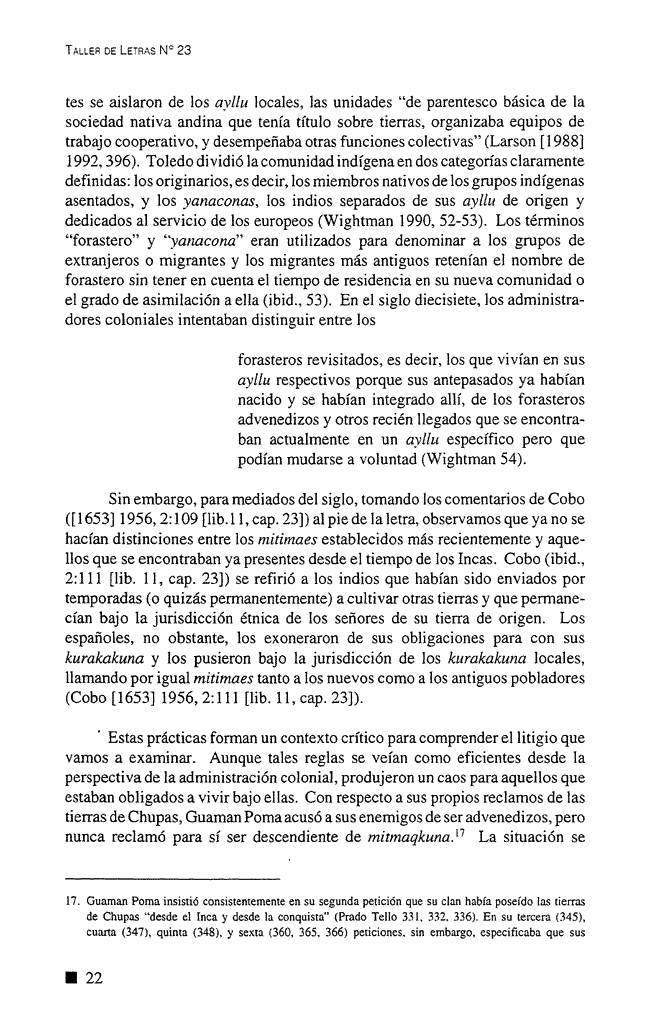 TALLER DE LETRAS N° 23
tes se aislaron de los ayllu locales, las unidades “de parentesco básica de la
sociedad nativa andina que tenía título sobre tierras, organizaba equipos de
trabajo cooperativo, y desempeñaba otras funciones colectivas” (Larson [1988]
1992, 396). Toledo dividió la comunidad indígena en dos categorías claramente
definidas: los originarios, es decir, los miembros nativos de los grupos indígenas
asentados, y los yanaconas, los indios separados de sus ayllu de origen y
dedicados al servicio de los europeos (Wightman 1990, 52-53). Los términos
“forastero” y “yanacona” eran utilizados para denominar a los grupos de
extranjeros o migrantes y los migrantes más antiguos retenían el nombre de
forastero sin tener en cuenta el tiempo de residencia en su nueva comunidad o
el grado de asimilación a ella (ibid., 53). En el siglo diecisiete, los administra-
dores coloniales intentaban distinguir entre los
forasteros revisitados, es decir, los que vivían en sus
ayllu respectivos porque sus antepasados ya habían
nacido y se habían integrado allí, de los forasteros
advenedizos y otros recién llegados que se encontra-
ban actualmente en un ayllu específico pero que
podían mudarse a voluntad (Wightman 54).
Sin embargo, para mediados del siglo, tomando los comentarios de Cobo
([1653] 1956, 2:109 [lib.11, cap. 23]) al pie de la letra, observamos que ya no se
hacían distinciones entre los mitimaes establecidos más recientemente y aque-
llos que se encontraban ya presentes desde el tiempo de los Incas. Cobo (ibid.,
2:111 [lib. 11, cap. 23]) se refirió a los indios que habían sido enviados por
temporadas (o quizás permanentemente) a cultivar otras tierras y que permane-
cían bajo la jurisdicción étnica de los señores de su tierra de origen. Los
españoles, no obstante, los exoneraron de sus obligaciones para con sus
kurakakuna y los pusieron bajo la jurisdicción de los kurakakuna locales,
llamando por igual mitimaes tanto a los nuevos como a los antiguos pobladores
(Cobo [1653] 1956, 2:111 [lib. 11, cap. 23]).
Estas prácticas forman un contexto crítico para comprender el litigio que
vamos a examinar. Aunque tales reglas se veían como eficientes desde la
perspectiva de la administración colonial, produjeron un caos para aquellos que
estaban obligados a vivir bajo ellas. Con respecto a sus propios reclamos de las
tierras de Chupas, Guaman Poma acusó a sus enemigos de ser advenedizos, pero
nunca reclamó para sí ser descendiente de mitmaqkuna.17 La situación se
17. Guaman Poma insistió consistentemente en su segunda petición que su clan había poseído las tierras
de Chupas “desde el Inca y desde la conquista” (Prado Tello 331, 332, 336). En su tercera (345),
cuarta (347), quinta (348), y sexta (360, 365, 366) peticiones, sin embargo, especificaba que sus
■ 22